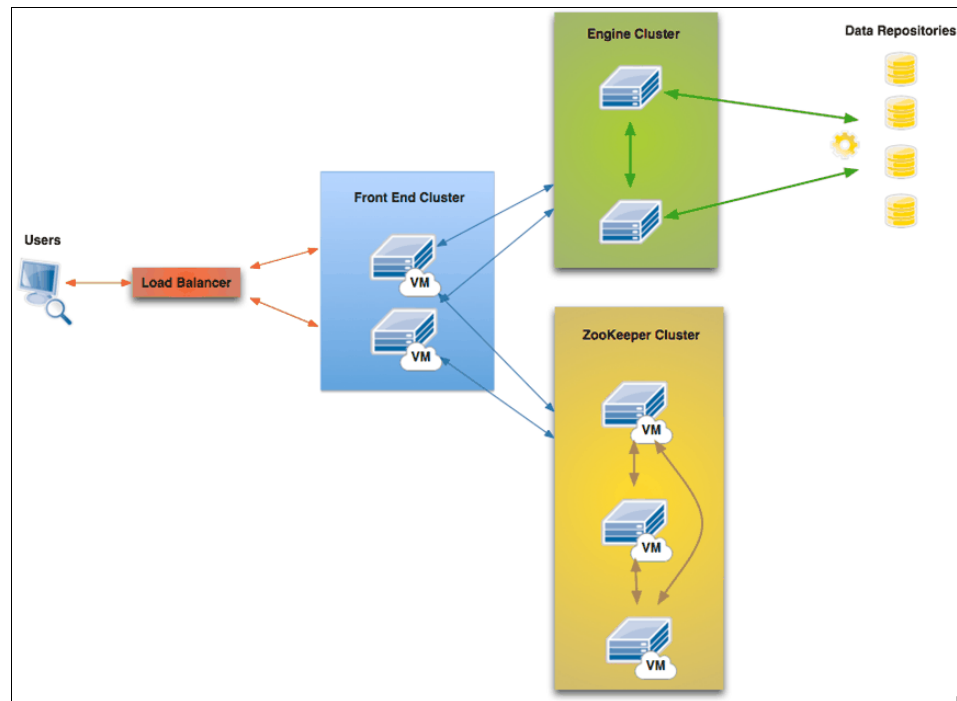 Engine Cluster
Data Repositories
Front End Cluster
VM
VM
Users
Load Balancer
ZooKeeper Cluster
VM
VM
VM